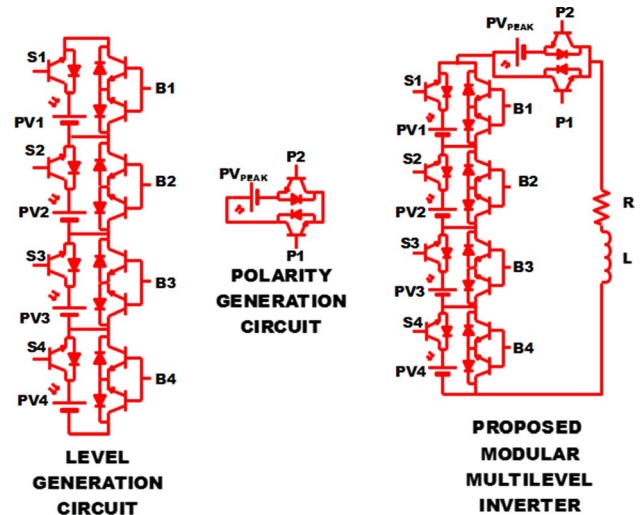 S1
B1
PV1
S2
B2
PV2
S3
B3
PV3
S4
B4
PV4
LEVEL
GENERATION
CIRCUIT
P2
PVPEAK
P1
POLARITY
GENERATION
CIRCUIT
P2
PVPEAK
P1
S1
B1
PV1
S2
B2
PV2
S3
B3
PV3
S4
B4
PV4
R
L
PROPOSED
MODULAR
MULTILEVEL
INVERTER